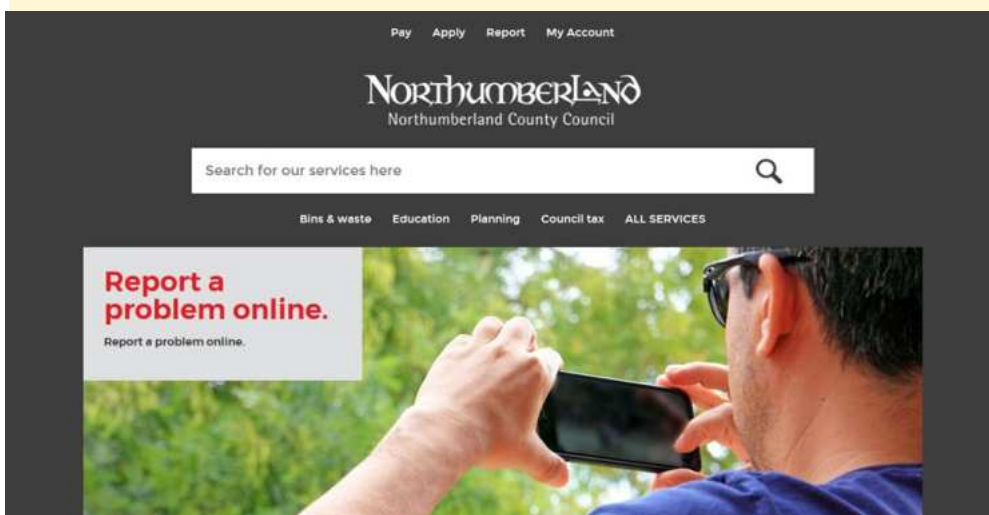 Pay Apply Report My Account
NORThUMBERLAND
Northumberland County Council
Search for our services here
Bins & waste Education Planning Council tax ALL SERVICES
Report a
problem online.
Report a problem online.